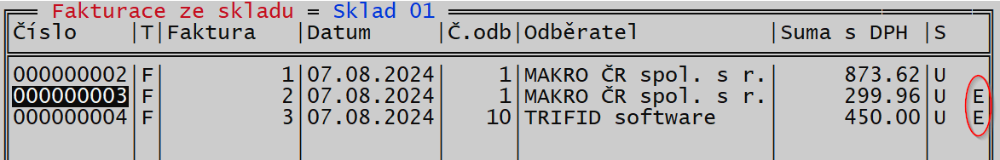 Fakturace ze skladu = Sklad 01
Číslo |T|Faktura |Datum |Č.odb|Odběratel |Suma s DPH |S
000000002|F| 1|07.08.2024| 1|MAKRO ČR spol. s r.| 873.62|U
000000003|F| 2|07.08.2024| 1|MAKRO ČR spol. s r.| 299.96|U E
000000004|F| 3|07.08.2024| 10|TRIFID software | 450.00|U E